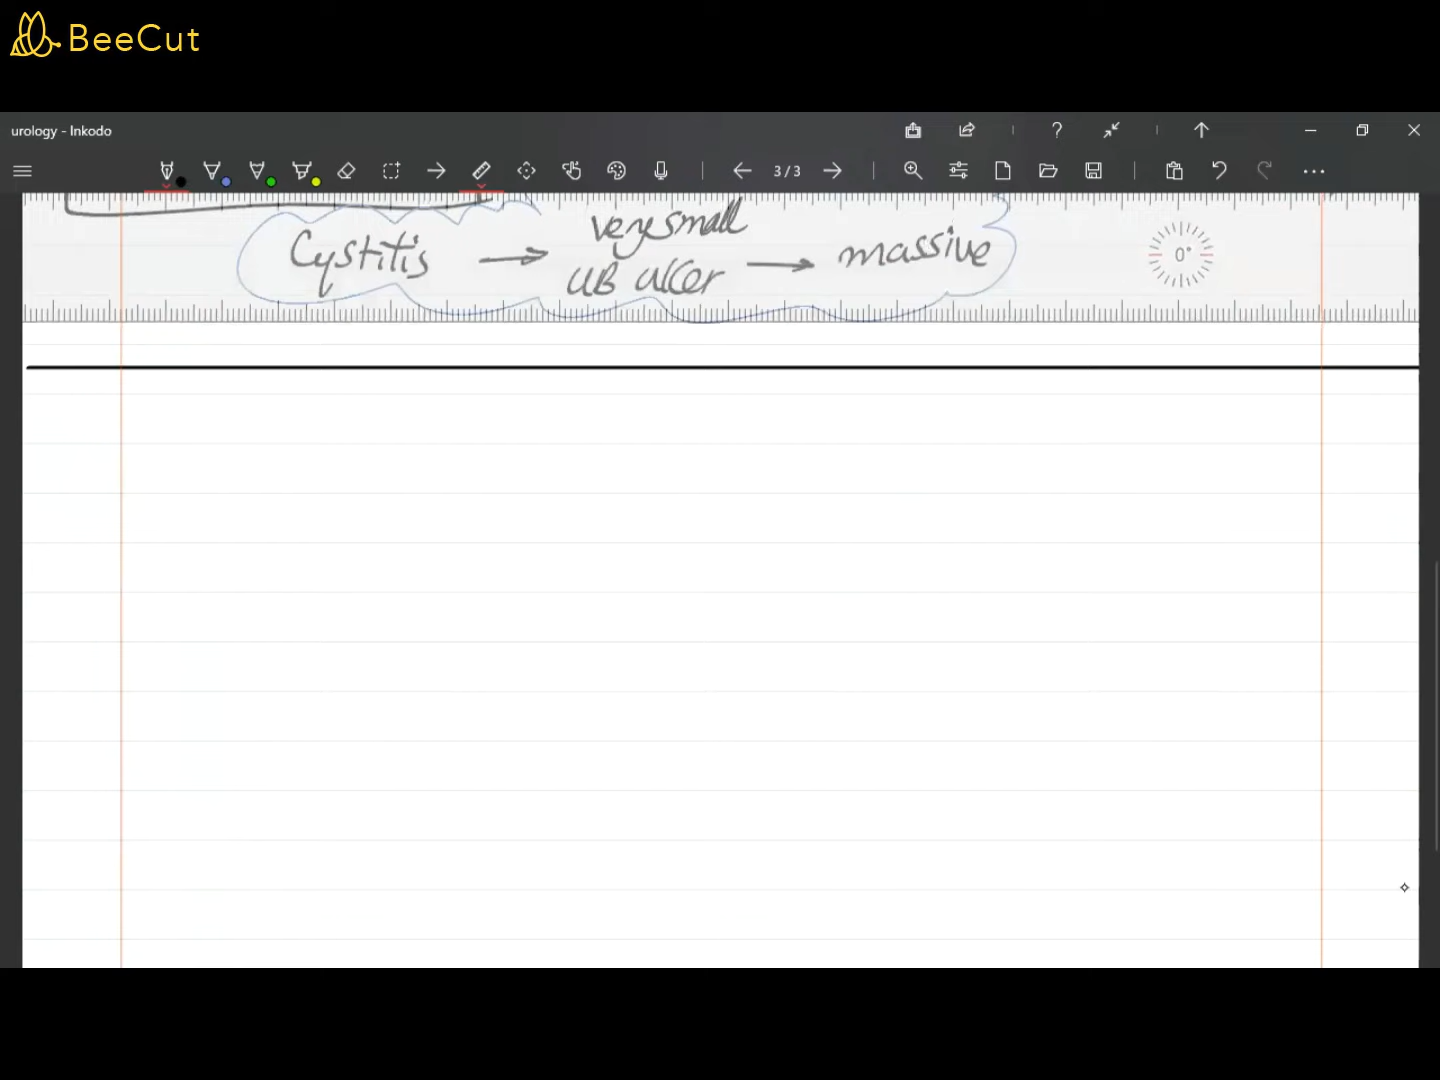 BeeCut
urology - Inkodo
3 / 3
very small
Cystitis → UB ulcer → massive
0°